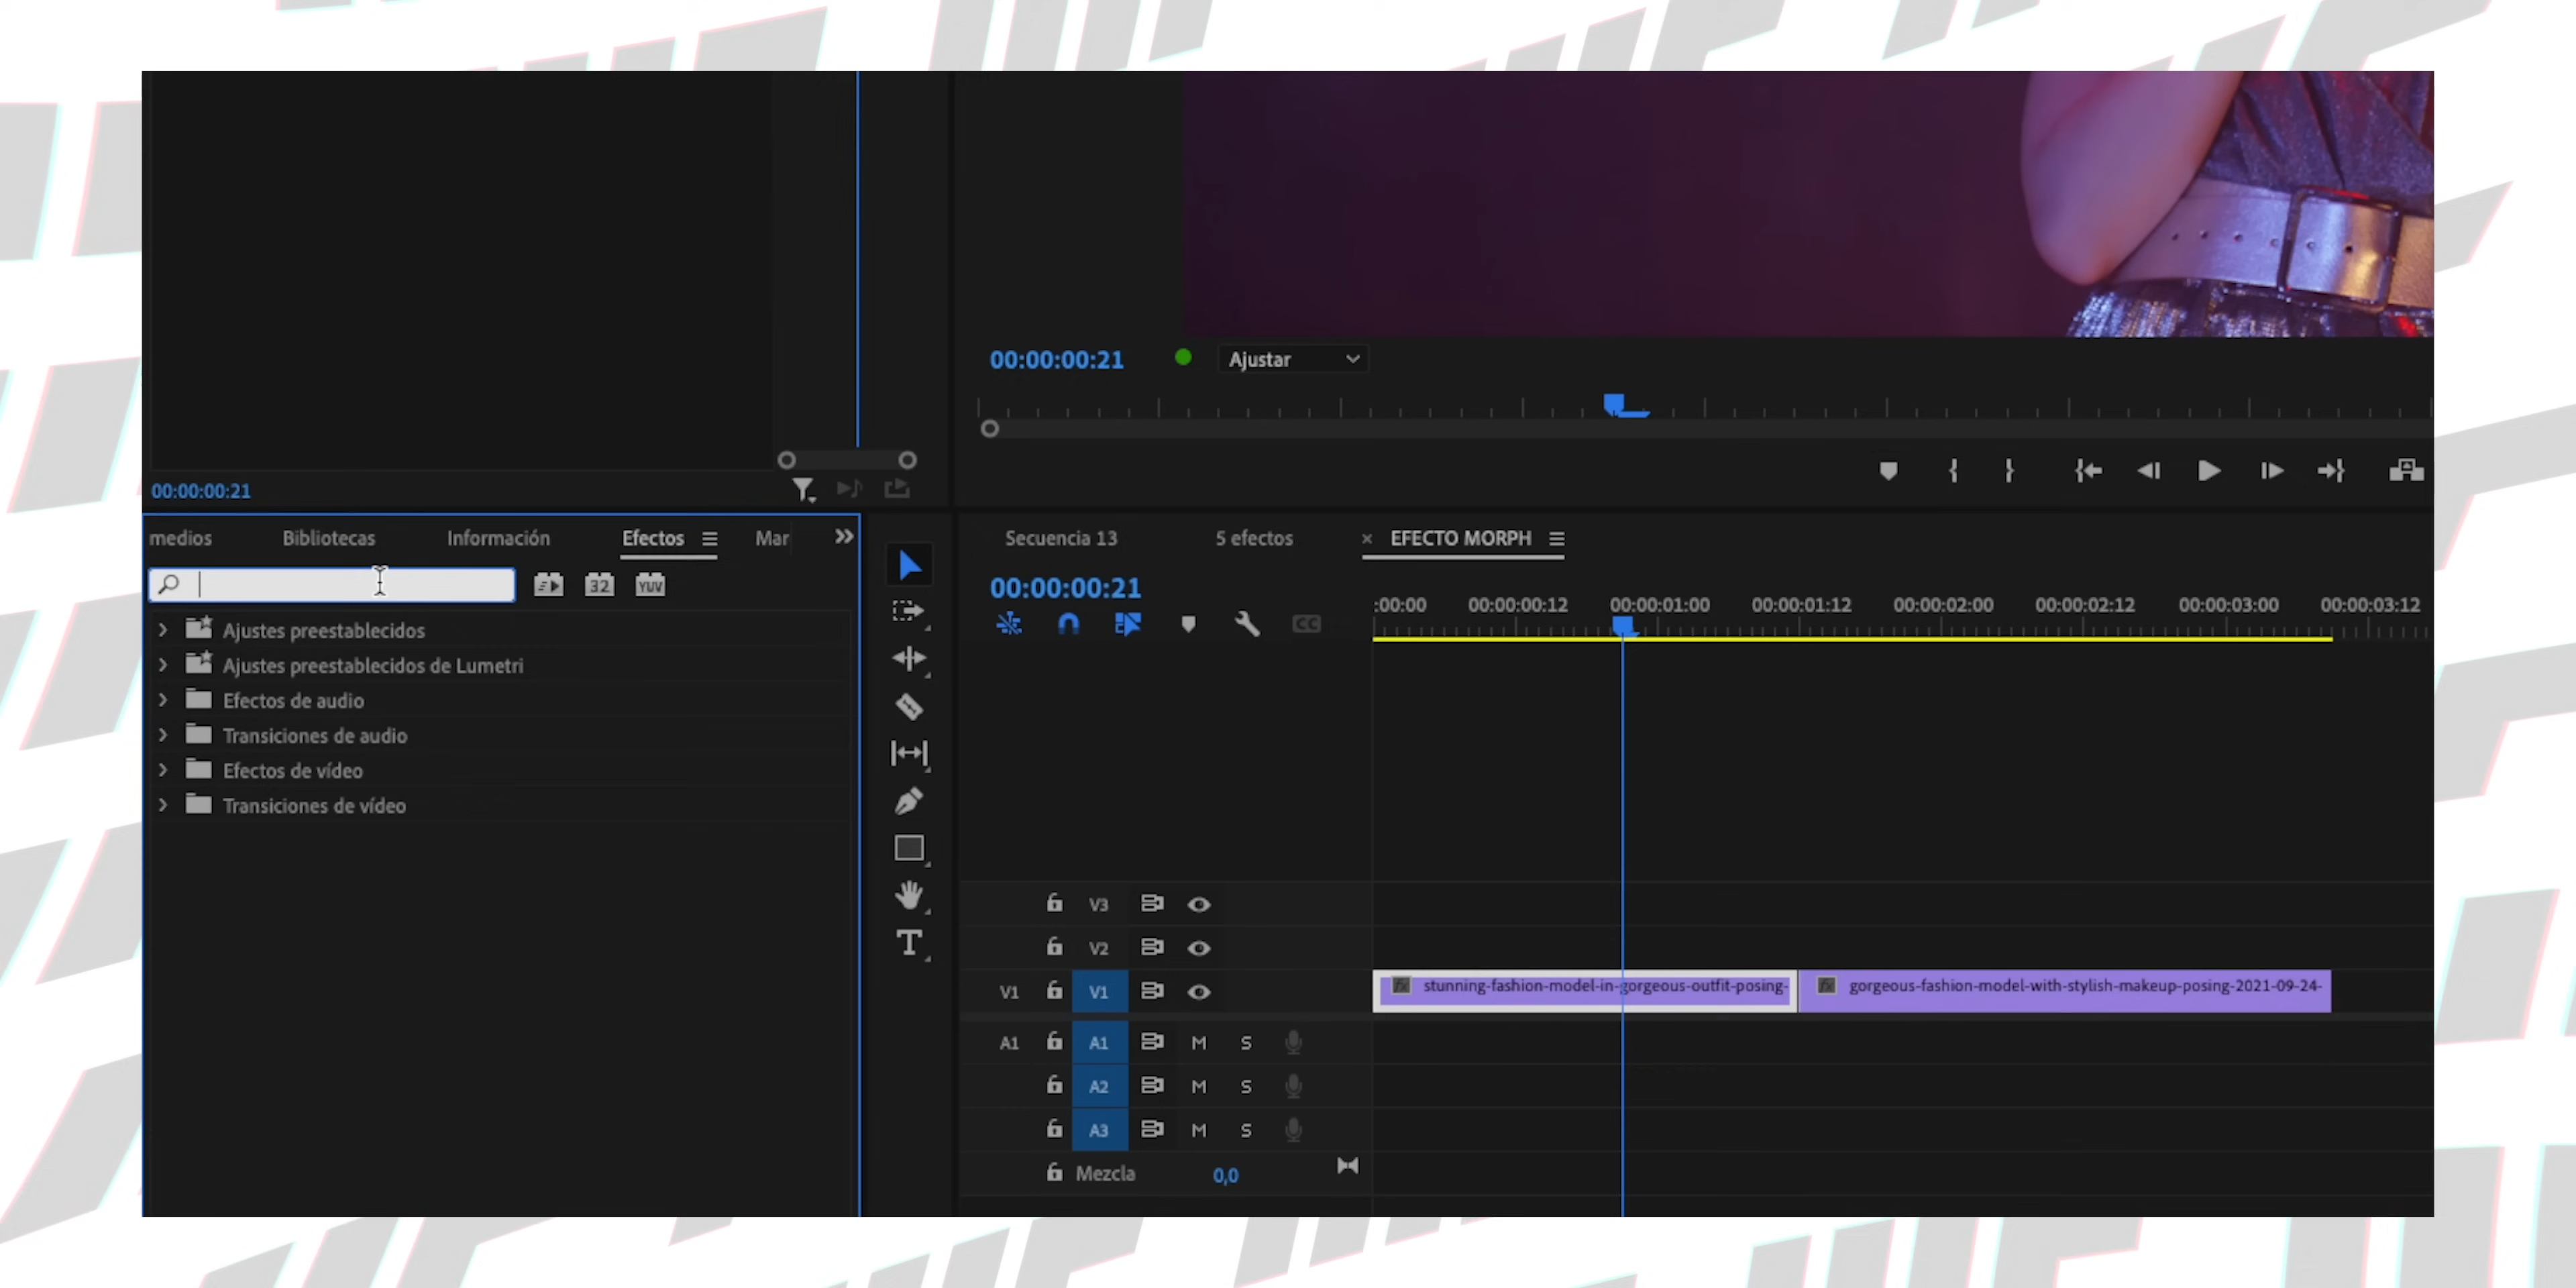 00:00:00:21
Ajustar
00:00:00:21
medios Bibliotecas Información Efectos Mar
32 YUV
Ajustes preestablecidos
Ajustes preestablecidos de Lumetri
Efectos de audio
Transiciones de audio
Efectos de vídeo
Transiciones de vídeo
T
Secuencia 13 5 efectos × EFECTO MORPH
00:00:00:21
:00:00 00:00:00:12 00:00:01:00 00:00:01:12 00:00:02:00 00:00:02:12 00:00:03:00 00:00:03:12
CC
V3
V2
V1 V1 fx stunning-fashion-model-in-gorgeous-outfit-posing- fx gorgeous-fashion-model-with-stylish-makeup-posing-2021-09-24-
A1 A1 M S
A2 M S
A3 M S
Mezcla 0,0